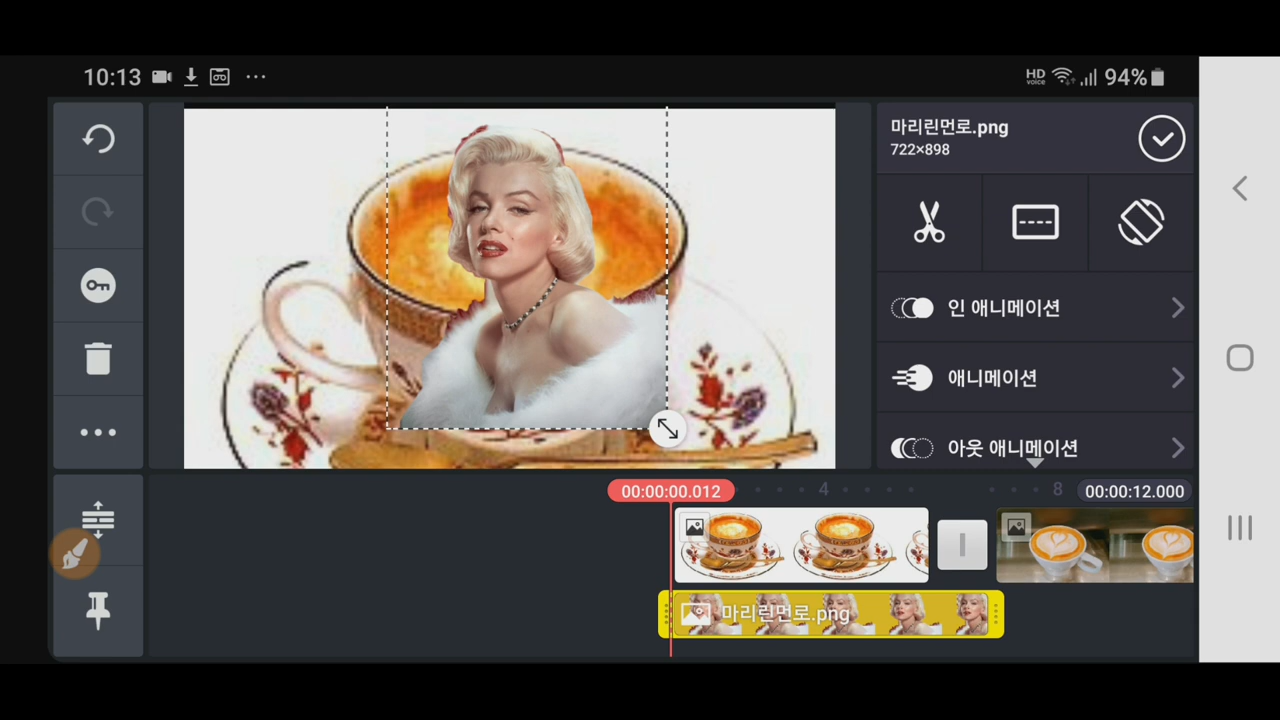 10:13
HD voice 94%
마리린먼로.png
722×898
인 애니메이션
애니메이션
아웃 애니메이션
00:00:00.012
4
8
00:00:12.000
마리린먼로.png